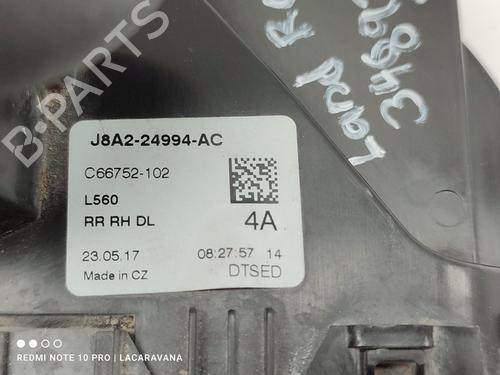 B-PARTS
Land
J8A2-24994-AC
C66752-102
L560
RR RH DL
4A
23.05.17 08:27:57 14
Made in CZ DTSED
REDMI NOTE 10 PRO | LACARAVANA